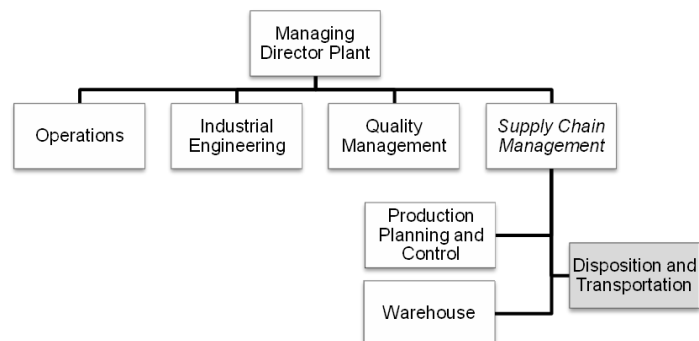 Managing
Director Plant
Operations
Industrial
Engineering
Quality
Management
Supply Chain
Management
Production
Planning and
Control
Disposition and
Transportation
Warehouse